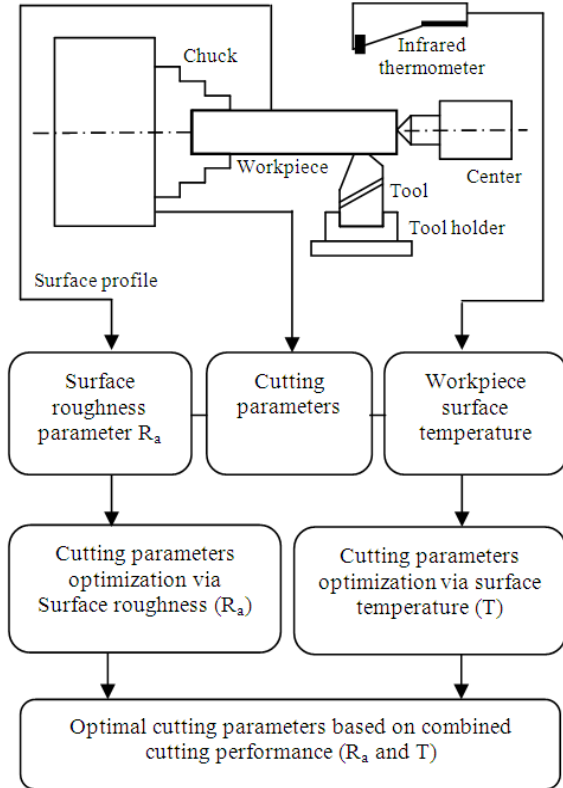 Chuck
Infrared
thermometer
Workpiece
Tool
Center
Tool holder
Surface profile
Surface
roughness
parameter Rₐ
Cutting
parameters
Workpiece
surface
temperature
Cutting parameters
optimization via
Surface roughness (Rₐ)
Cutting parameters
optimization via surface
temperature (T)
Optimal cutting parameters based on combined
cutting performance (Rₐ and T)